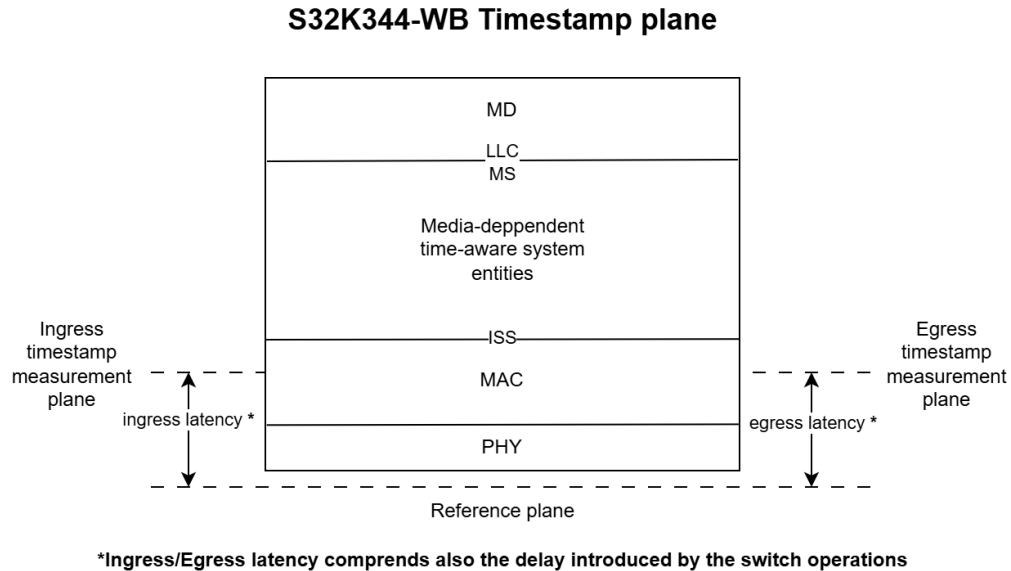 S32K344-WB Timestamp plane
MD
LLC
MS
Media-deppendent
time-aware system
entities
ISS
Ingress
timestamp
measurement
plane
MAC
Egress
timestamp
measurement
plane
ingress latency *
egress latency *
PHY
Reference plane
*Ingress/Egress latency comprends also the delay introduced by the switch operations